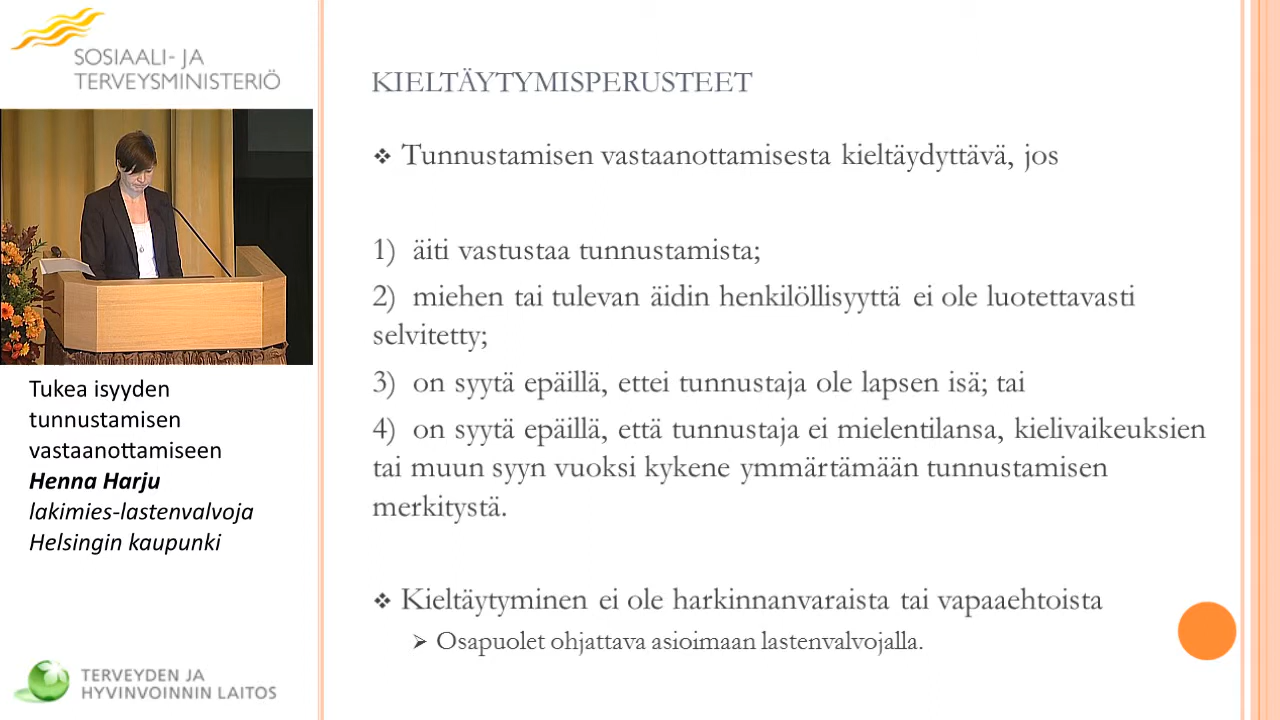 SOSIAALI- JA
TERVEYSMINISTERIÖ
Tukea isyyden
tunnustamisen
vastaanottamiseen
Henna Harju
lakimies-lastenvalvoja
Helsingin kaupunki
TERVEYDEN JA
HYVINVOINNIN LAITOS
KIELTÄYTYMISPERUSTEET
❖ Tunnustamisen vastaanottamisesta kieltäydyttävä, jos
1) äiti vastustaa tunnustamista;
2) miehen tai tulevan äidin henkilöllisyyttä ei ole luotettavasti
selvitetty;
3) on syytä epäillä, ettei tunnustaja ole lapsen isä; tai
4) on syytä epäillä, että tunnustaja ei mielentilansa, kielivaikeuksien
tai muun syyn vuoksi kykene ymmärtämään tunnustamisen
merkitystä.
❖ Kieltäytyminen ei ole harkinnanvaraista tai vapaaehtoista
➢ Osapuolet ohjattava asioimaan lastenvalvojalla.